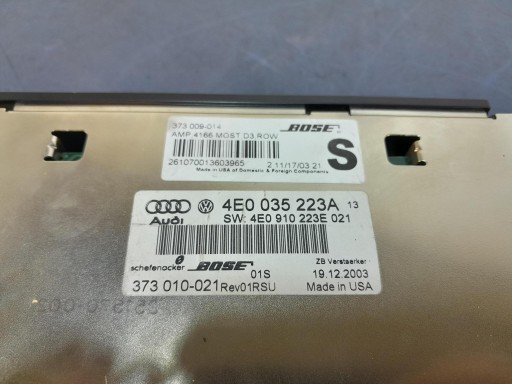 373 009-014
AMP 4166 MOST D3 ROW
BOSE
261070013603965
2 11/17/03 21
S
Made in USA of Domestic & Foreign Components
4E0 035 223A 13
Audi
SW: 4E0 910 223E 021
schefenacker BOSE 01S
ZB Verstaerker
19.12.2003
373 010-021 Rev01RSU
Made in USA